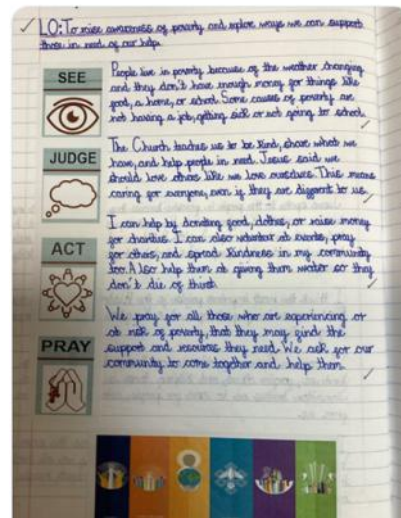 LO: To raise awareness of poverty and explore ways we can support
those in need of our help.
SEE
People live in poverty because of the weather changing
and they don't have enough money for things like
food, a home, or school. Some causes of poverty are
not having a job, getting sick or not going to school.
JUDGE
The Church teaches us to be kind, share what we
have, and help people in need. Jesus said we
should love others like we love ourselves. This means
caring for everyone, even if they are different to us.
ACT
I can help by donating food, clothes, or raise money
for charities. I can also volunteer at events, pray
for others, and spread kindness in my community
too. Also help them at giving them water so they
don't die of thirst.
PRAY
We pray for all those who are experiencing or
at risk of poverty, that they may find the
support and resources they need. We ask for our
community to come together and help them.